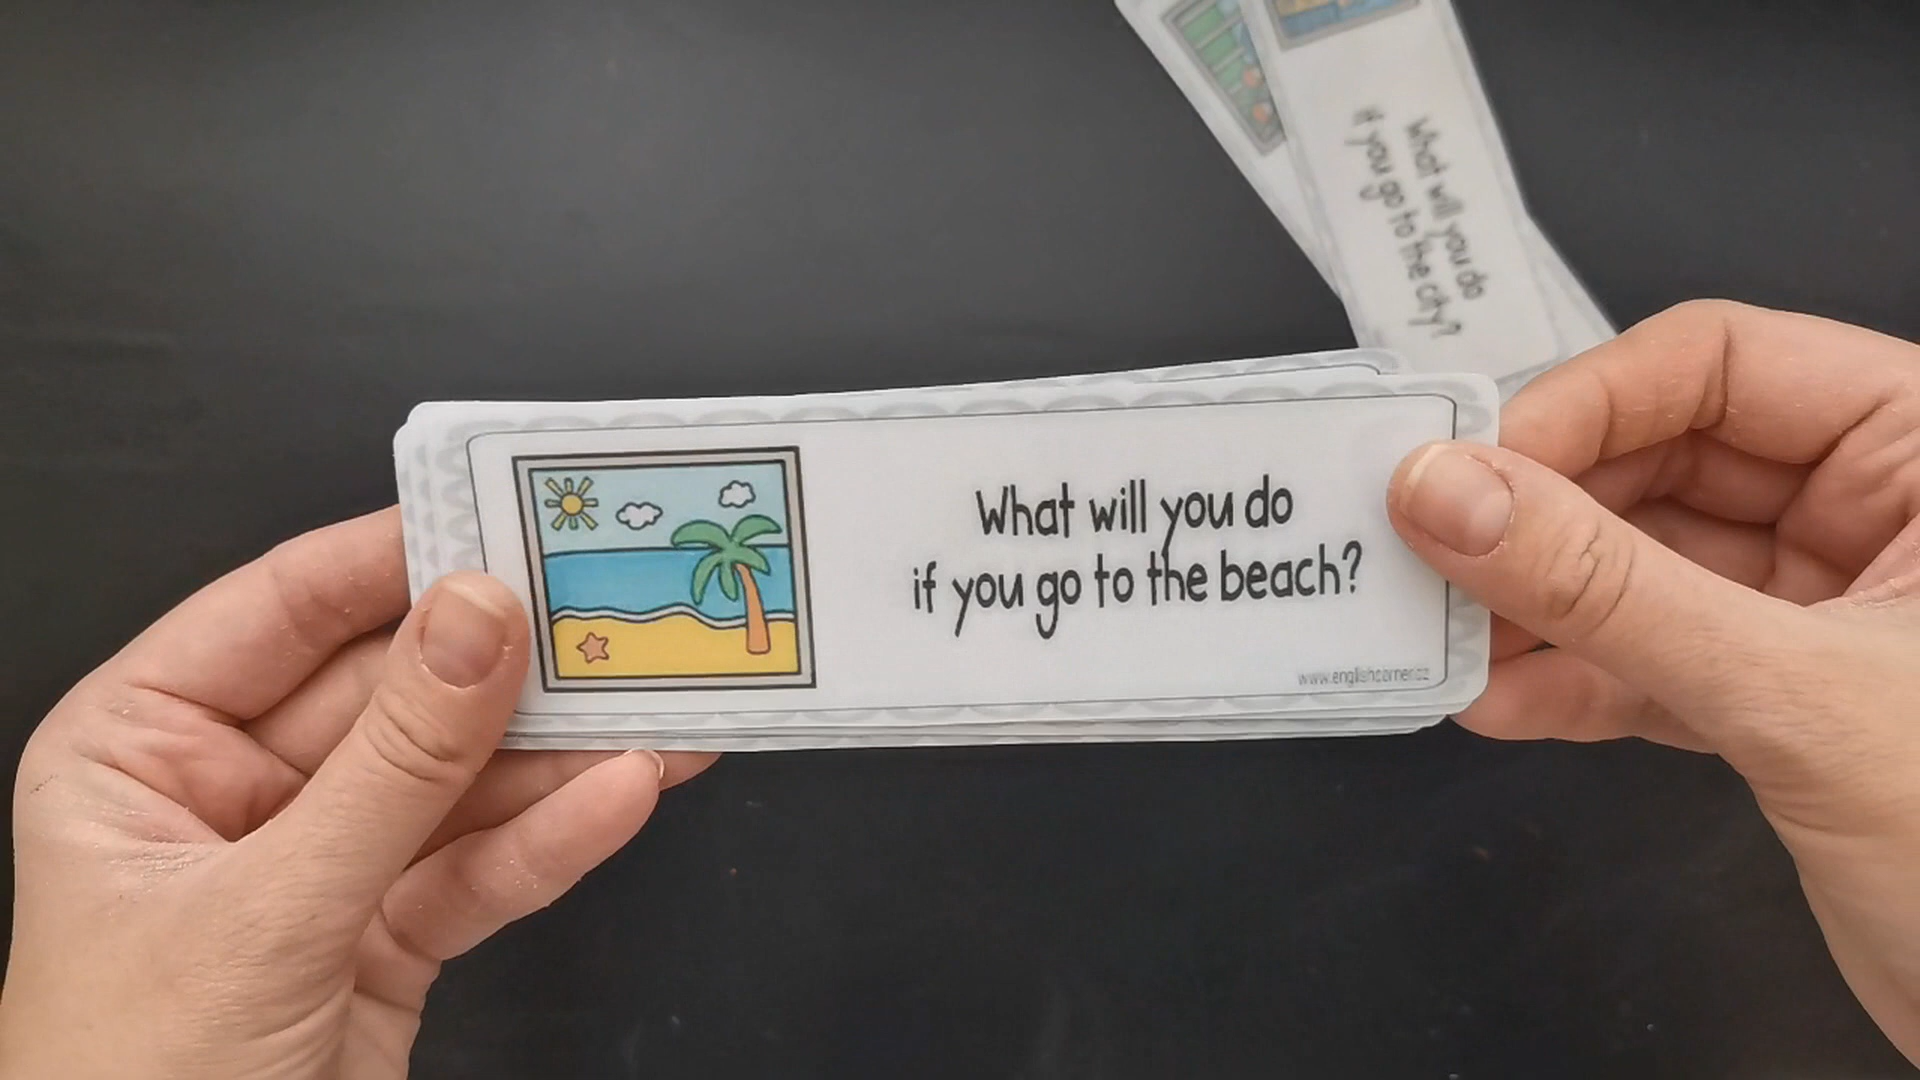 What will you do
if you go to the city?
What will you do
if you go to the beach?
www.englishcorner.cz